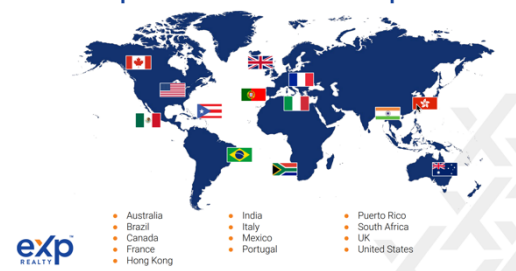 Australia
Brazil
Canada
France
Hong Kong
India
Italy
Mexico
Portugal
Puerto Rico
South Africa
UK
United States
exp
REALTY